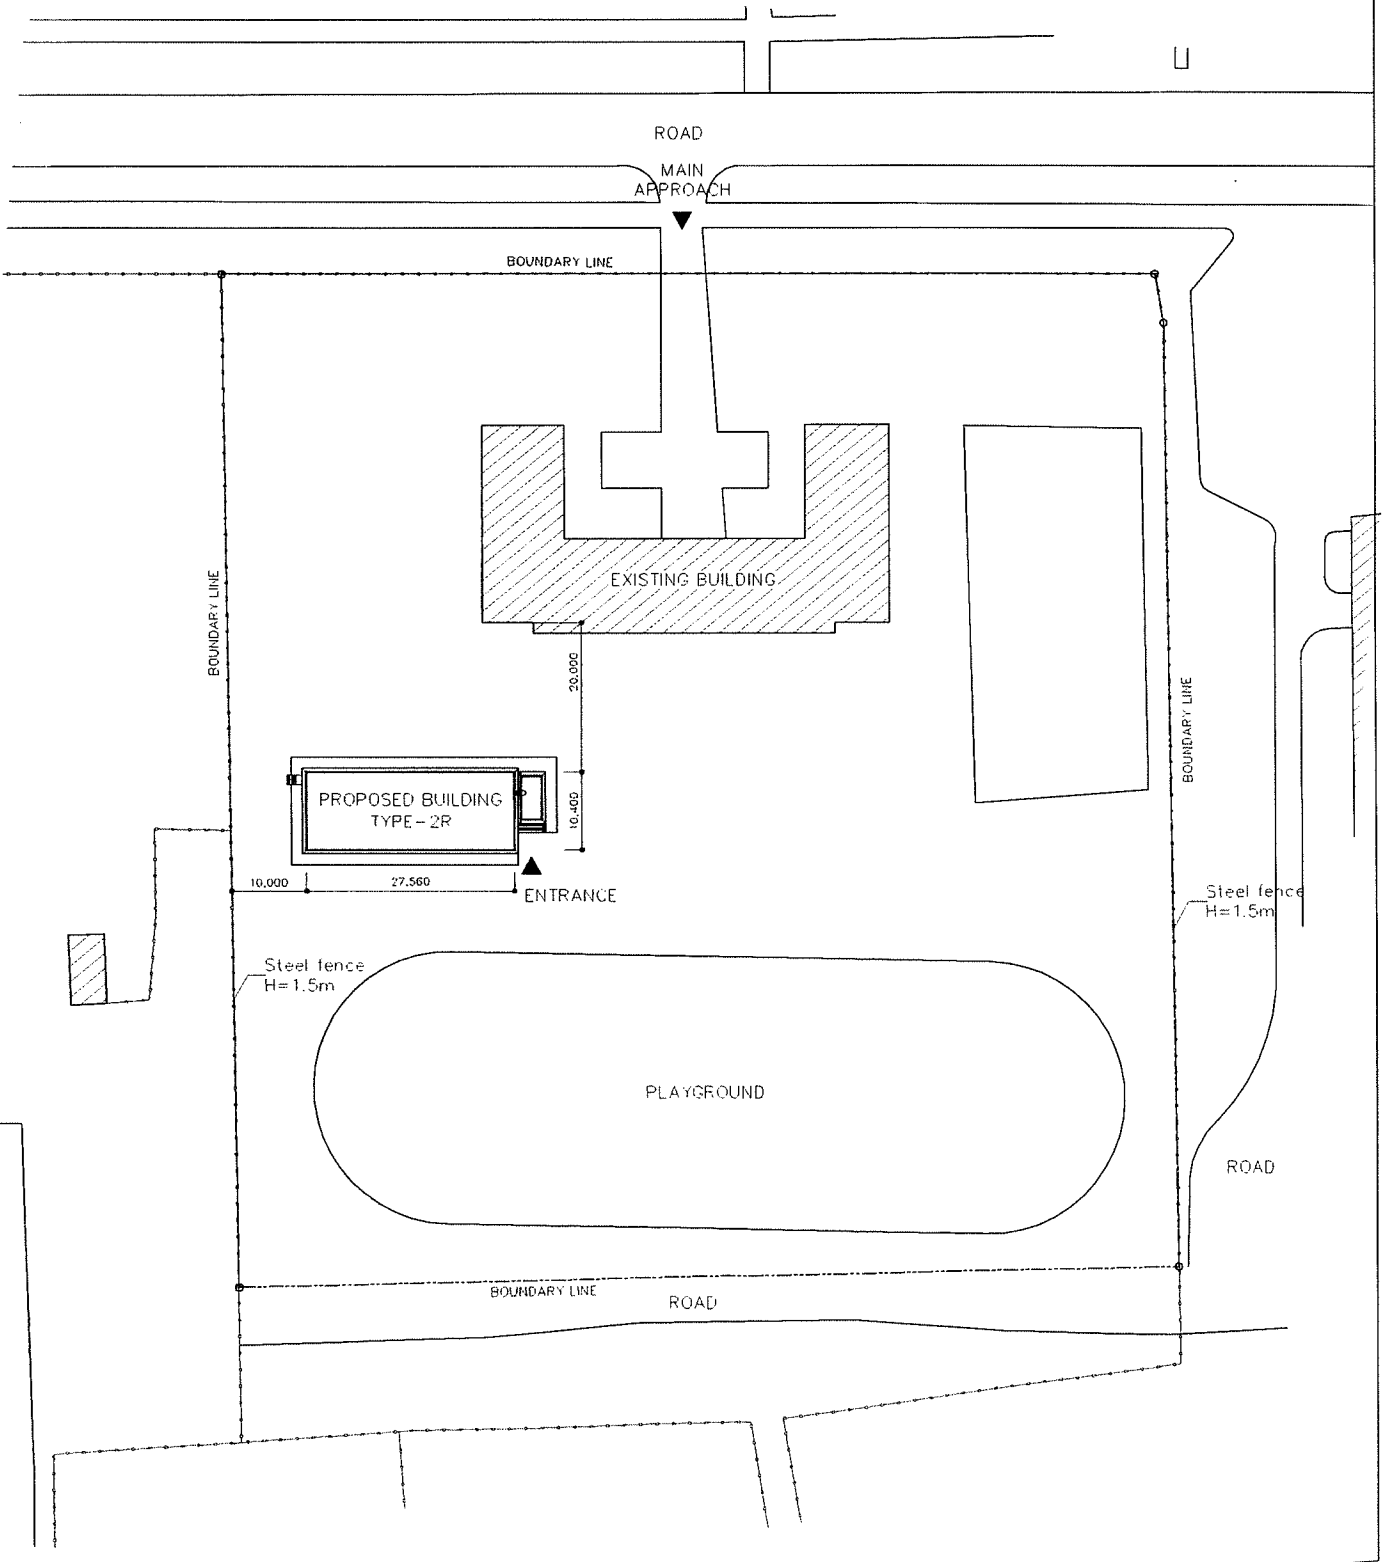 ROAD
MAIN
APPROACH
BOUNDARY LINE
BOUNDARY LINE
EXISTING BUILDING
20,000
BOUNDARY LINE
PROPOSED BUILDING
TYPE-2R
10,400
10,000
27,560
ENTRANCE
Steel fence
H=1.5m
Steel fence
H=1.5m
PLAYGROUND
ROAD
BOUNDARY LINE
ROAD